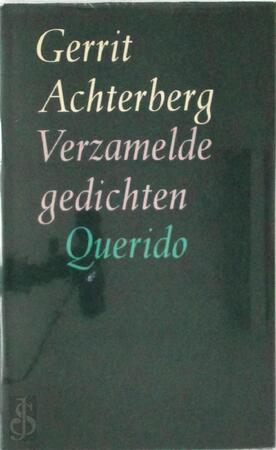 Gerrit
Achterberg
Verzamelde
gedichten
Querido